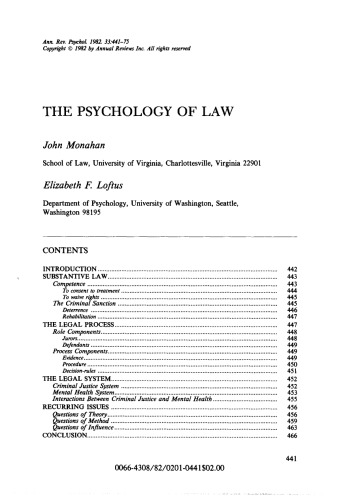 Ann. Rev. Psychol. 1982. 33:441-75
Copyright © 1982 by Annual Reviews Inc. All rights reserved
THE PSYCHOLOGY OF LAW
John Monahan
School of Law, University of Virginia, Charlottesville, Virginia 22901
Elizabeth F. Loftus
Department of Psychology, University of Washington, Seattle,
Washington 98195
CONTENTS
INTRODUCTION 442
SUBSTANTIVE LAW 443
Competence 443
To consent to treatment 444
To waive rights 445
The Criminal Sanction 445
Deterrence 446
Rehabilitation 447
THE LEGAL PROCESS 447
Role Components 448
Jurors 448
Defendants 449
Process Components 449
Evidence 449
Procedure 450
Decision-rules 451
THE LEGAL SYSTEM 452
Criminal Justice System 452
Mental Health System 453
Interactions Between Criminal Justice and Mental Health 455
RECURRING ISSUES 456
Questions of Theory 456
Questions of Method 459
Questions of Influence 463
CONCLUSION 466
441
0066-4308/82/0201-0441$02.00